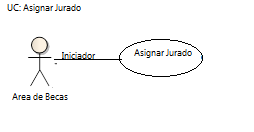 UC: Asignar Jurado
Iniciador
Asignar Jurado
Area de Becas